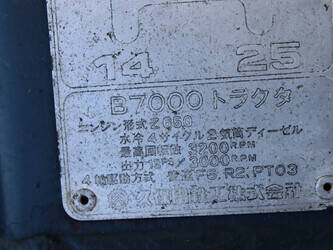 14 25
B7000トラクタ
エンジン形式Z650
水冷4サイクル2気筒ディーゼル
最高回転数 3200RPM
出力 13PS/3000RPM
4輪駆動方式 変速F6.R2:PT03
久保田鉄工株式会社